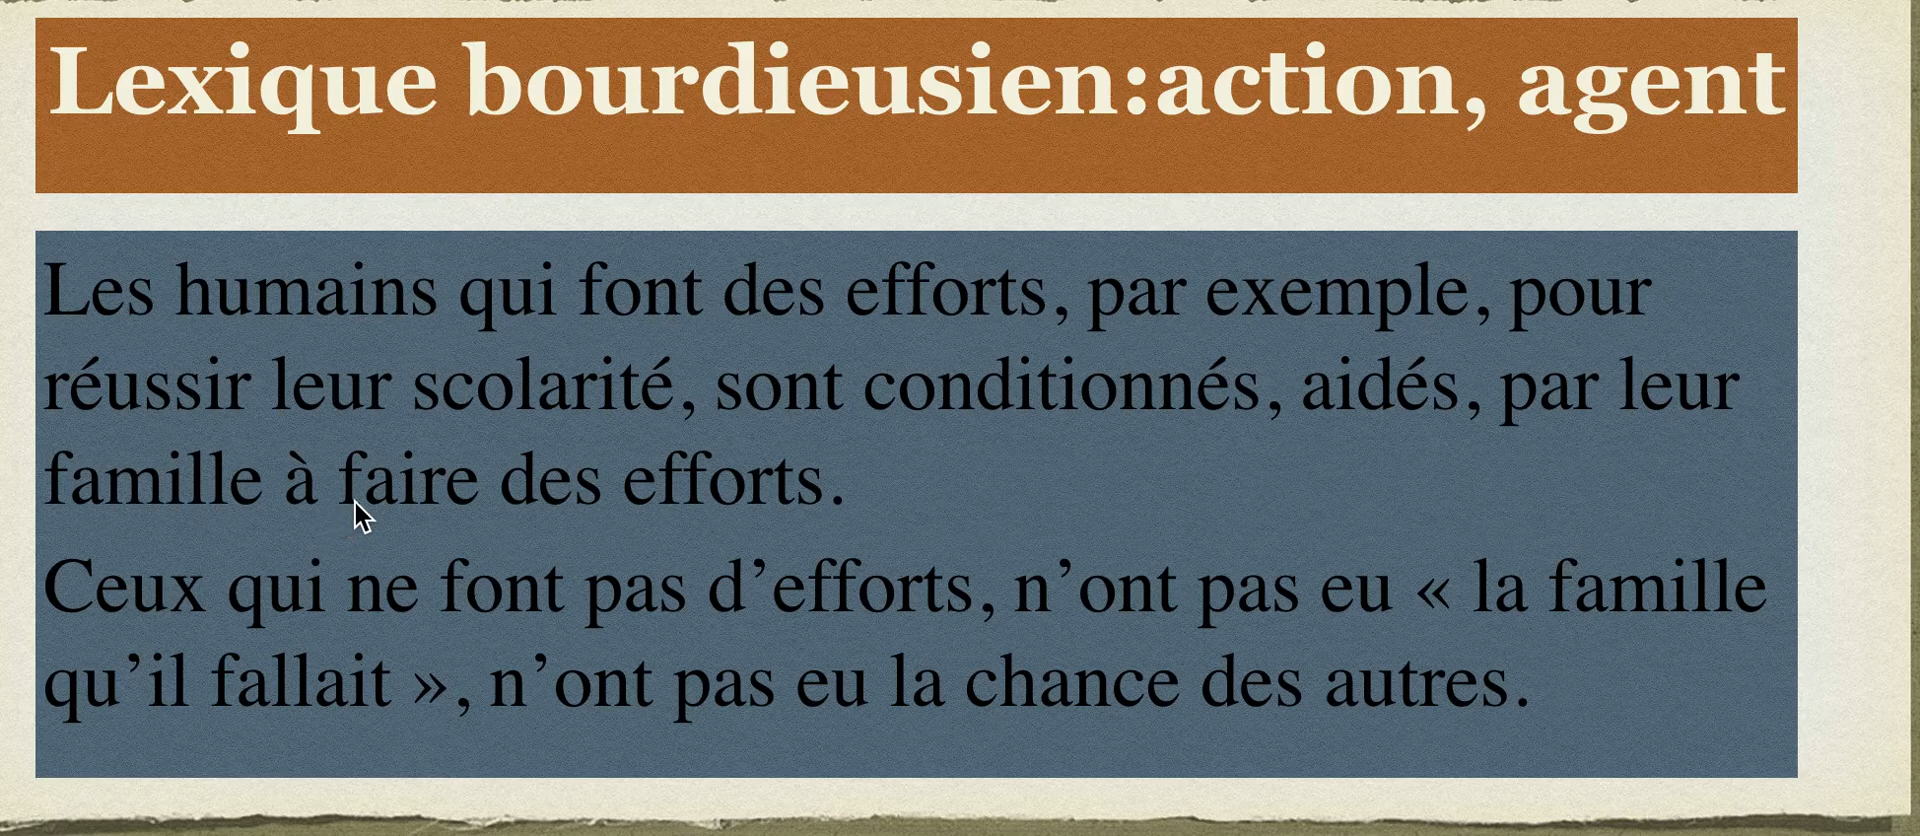 Lexique bourdieusien:action, agent
Les humains qui font des efforts, par exemple, pour
réussir leur scolarité, sont conditionnés, aidés, par leur
famille à faire des efforts.
Ceux qui ne font pas d’efforts, n’ont pas eu « la famille
qu’il fallait », n’ont pas eu la chance des autres.